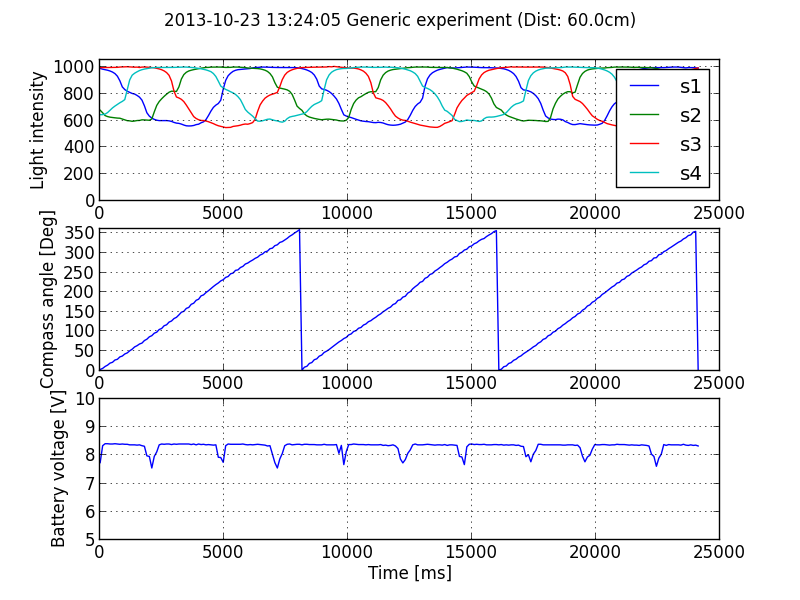 2013-10-23 13:24:05 Generic experiment (Dist: 60.0cm)
1000
800
600
400
200
0
Light intensity
s1
s2
s3
s4
0 5000 10000 15000 20000 25000
350
300
250
200
150
100
50
0
Compass angle [Deg]
0 5000 10000 15000 20000 25000
10
9
8
7
6
5
Battery voltage [V]
0 5000 10000 15000 20000 25000
Time [ms]